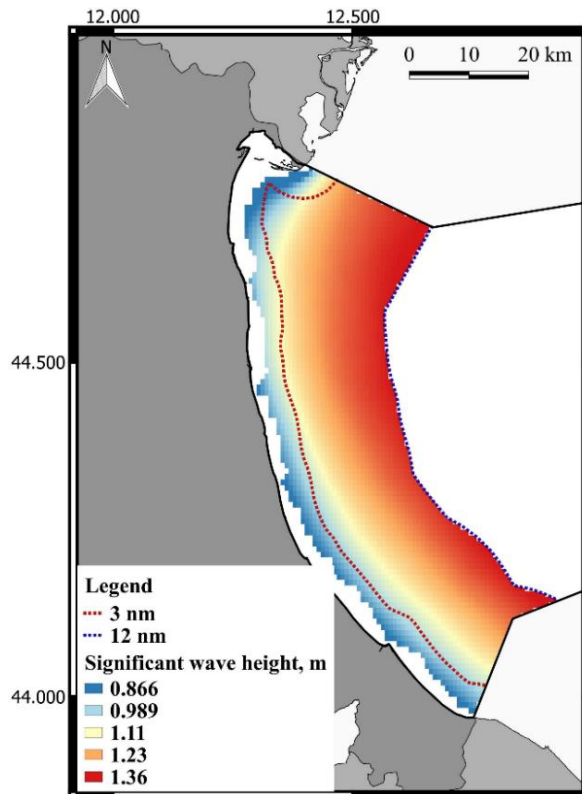 12.000 12.500
N
0 10 20 km
44.500
44.000
Legend
3 nm
12 nm
Significant wave height, m
0.866
0.989
1.11
1.23
1.36